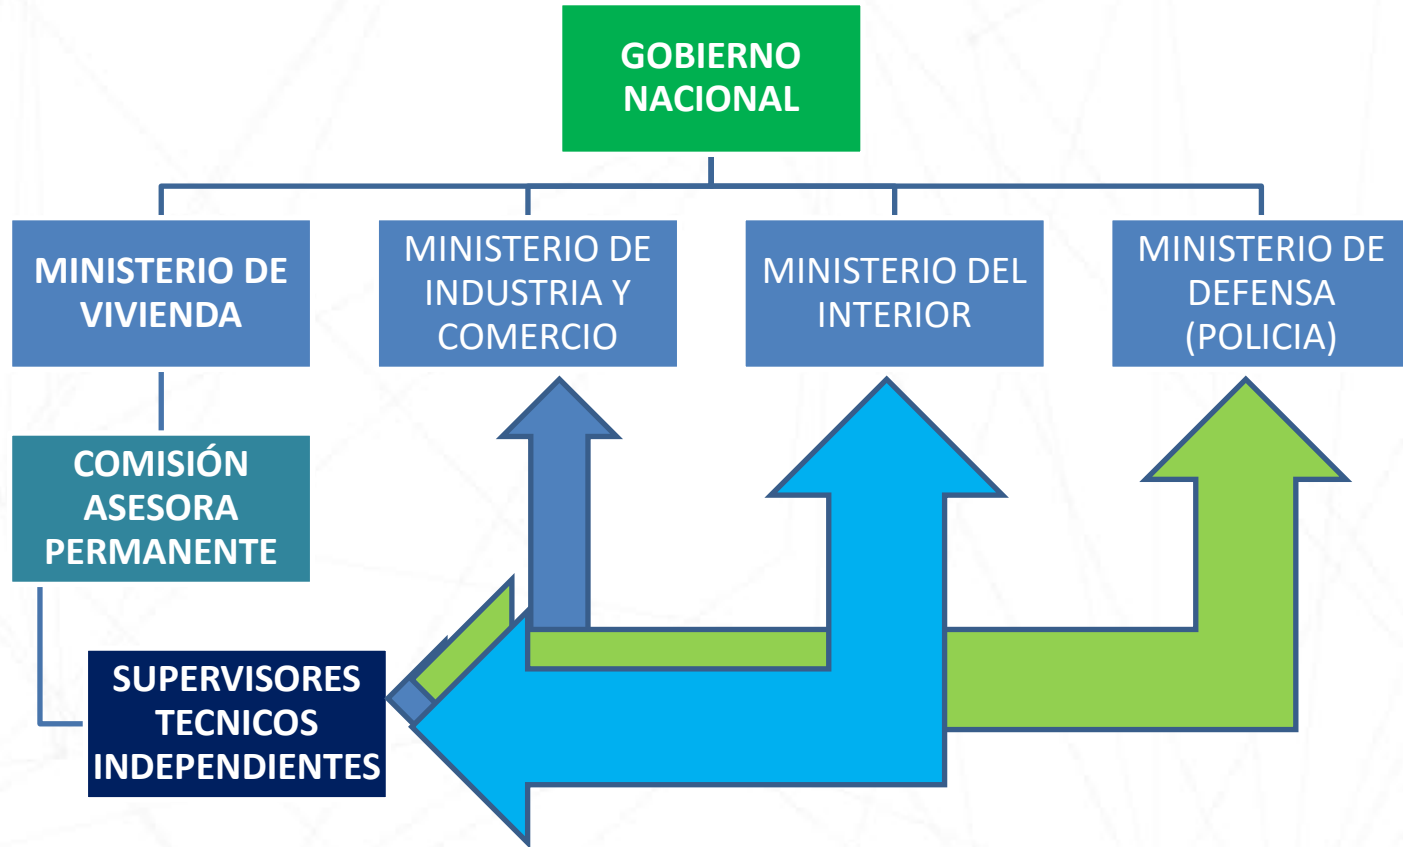 GOBIERNO
NACIONAL
MINISTERIO DE
VIVIENDA
MINISTERIO DE
INDUSTRIA Y
COMERCIO
MINISTERIO DEL
INTERIOR
MINISTERIO DE
DEFENSA
(POLICIA)
COMISIÓN
ASESORA
PERMANENTE
SUPERVISORES
TECNICOS
INDEPENDIENTES